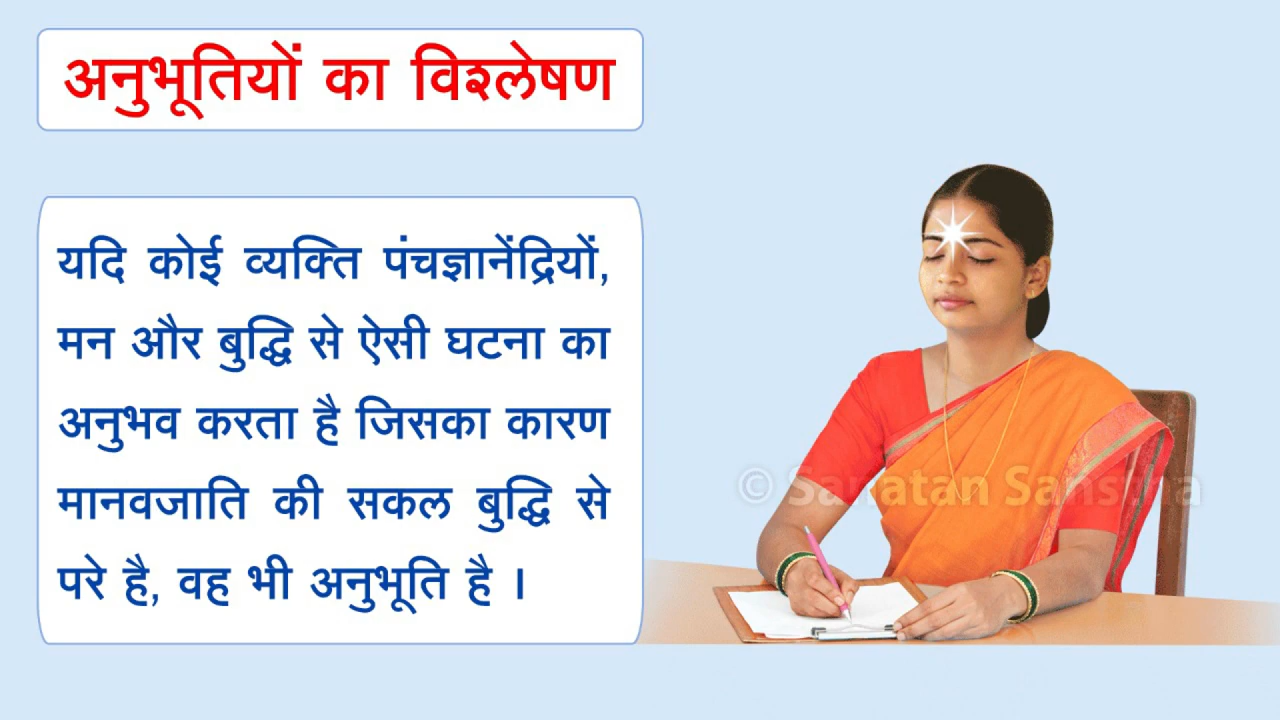 अनुभूतियों का विश्लेषण
यदि कोई व्यक्ति पंचज्ञानेंद्रियों,
मन और बुद्धि से ऐसी घटना का
अनुभव करता है जिसका कारण
मानवजाति की सकल बुद्धि से
परे है, वह भी अनुभूति है ।
© Sanatan Sanstha